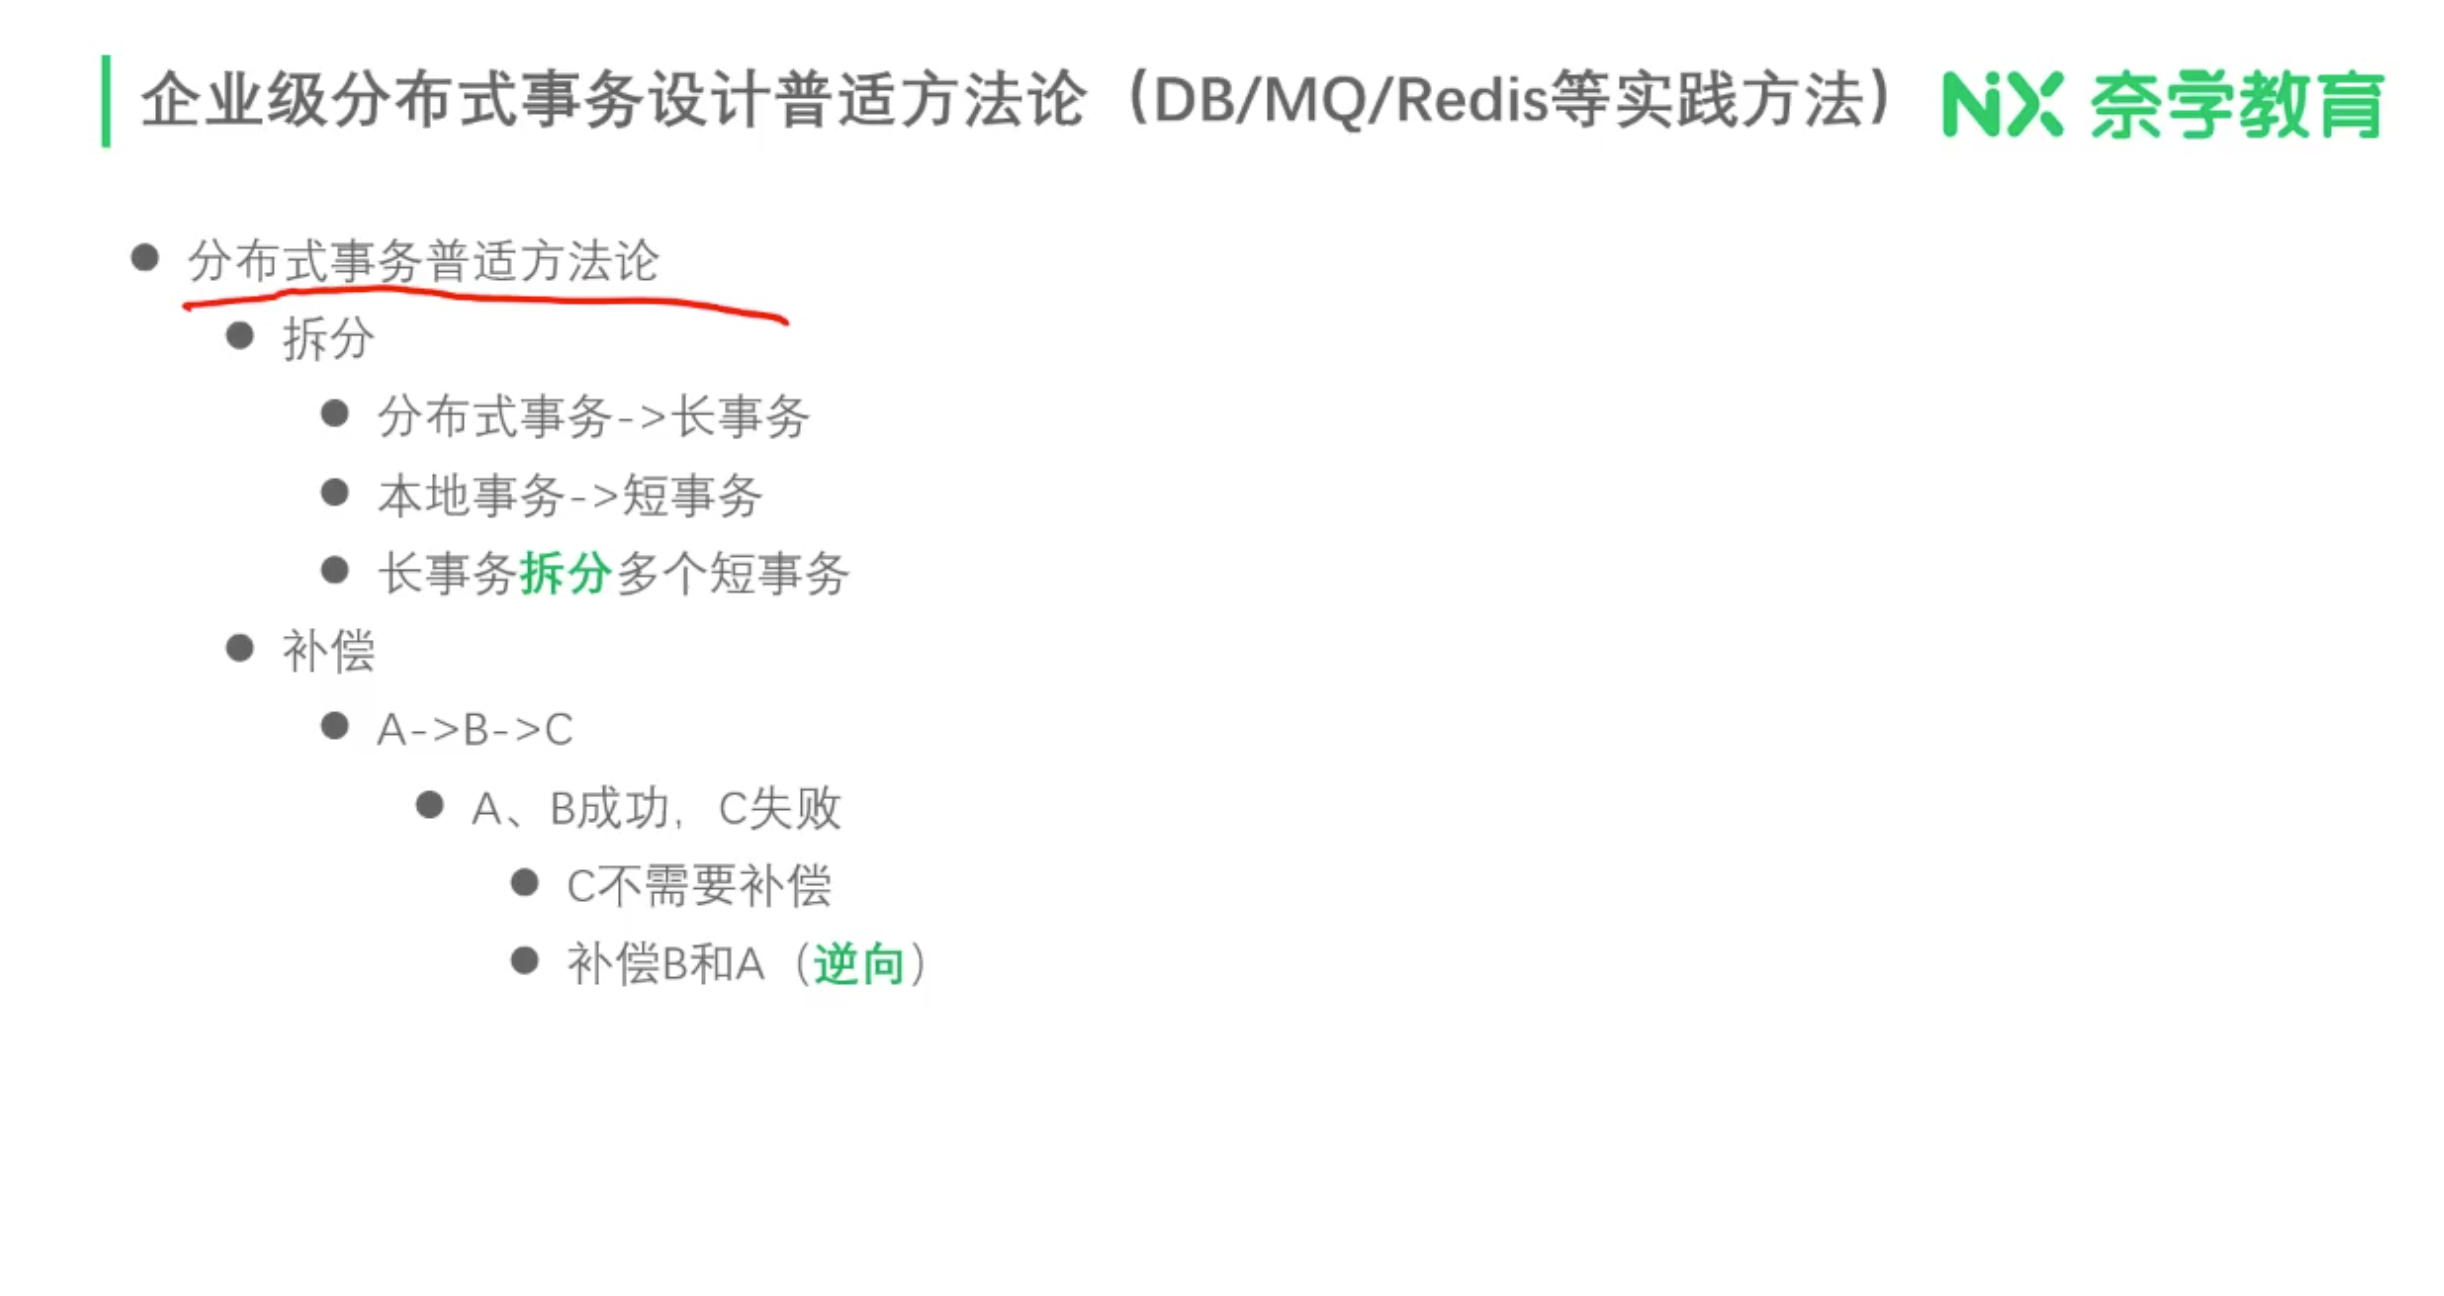 企业级分布式事务设计普适方法论（DB/MQ/Redis等实践方法）
NiX 奈学教育
分布式事务普适方法论
拆分
分布式事务->长事务
本地事务->短事务
长事务拆分多个短事务
补偿
A->B->C
A、B成功，C失败
C不需要补偿
补偿B和A（逆向）